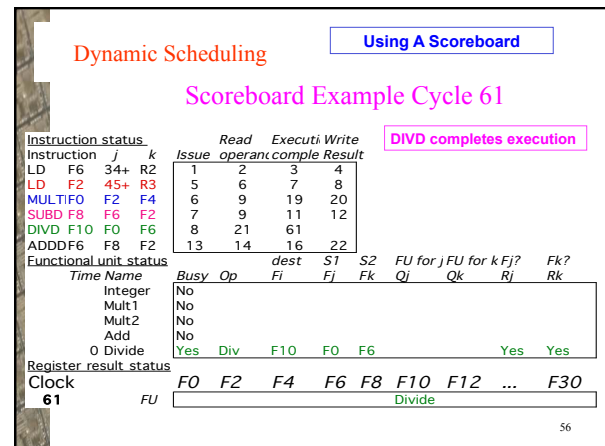 Dynamic Scheduling
Using A Scoreboard
Scoreboard Example Cycle 61
DIVD completes execution
Instruction status Read Executi Write
Instruction j k Issue operan comple Result
LD F6 34+ R2 1 2 3 4
LD F2 45+ R3 5 6 7 8
MULTI F0 F2 F4 6 9 19 20
SUBD F8 F6 F2 7 9 11 12
DIVD F10 F0 F6 8 21 61
ADDD F6 F8 F2 13 14 16 22
Functional unit status dest S1 S2 FU for j FU for k Fj? Fk?
Time Name Busy Op Fi Fj Fk Qj Qk Rj Rk
Integer No
Mult1 No
Mult2 No
Add No
0 Divide Yes Div F10 F0 F6 Yes Yes
Register result status
Clock F0 F2 F4 F6 F8 F10 F12 ... F30
61 FU Divide
56